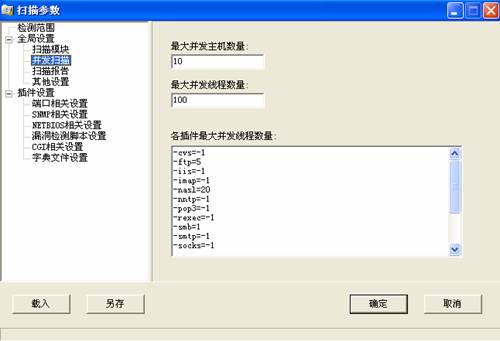 扫描参数
检测范围
全局设置
扫描模块
并发扫描
扫描报告
其他设置
插件设置
端口相关设置
SNMP相关设置
NETBIOS相关设置
漏洞检测脚本设置
CGI相关设置
字典文件设置
最大并发主机数量:
10
最大并发线程数量:
100
各插件最大并发线程数量:
-cvs=-1
-ftp=5
-iis=-1
-imap=-1
-nasl=20
-nntp=-1
-pop3=-1
-rexec=-1
-smb=1
-smtp=-1
-socks=-1
载入
另存
确定
取消